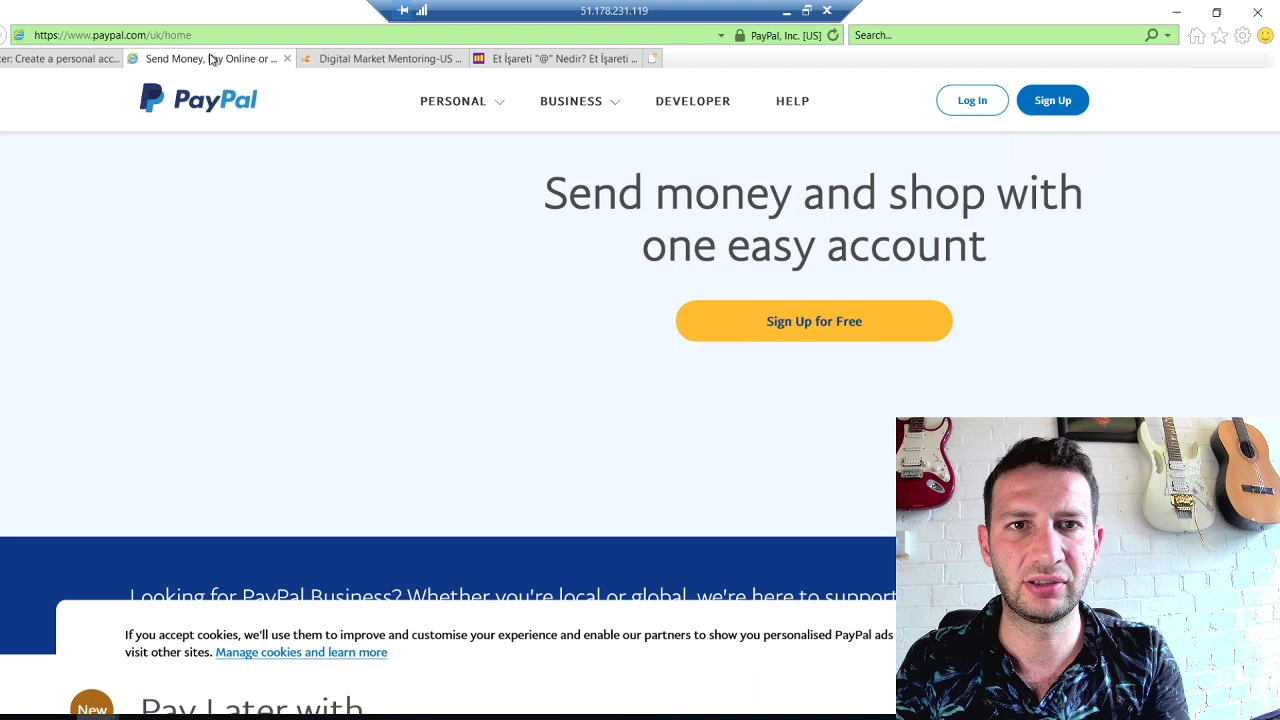 51.178.231.119
https://www.paypal.com/uk/home
PayPal, Inc. [US]
Search...
ter: Create a personal acc...
Send Money, Pay Online or ...
Digital Market Mentoring-US ...
Et İşareti "@" Nedir? Et İşareti ...
PayPal
PERSONAL
BUSINESS
DEVELOPER
HELP
Log In
Sign Up
Send money and shop with
one easy account
Sign Up for Free
Looking for PayPal Business? Whether you're local or global, we're here to support
If you accept cookies, we'll use them to improve and customise your experience and enable our partners to show you personalised PayPal ads
visit other sites. Manage cookies and learn more
New
Pay Later with